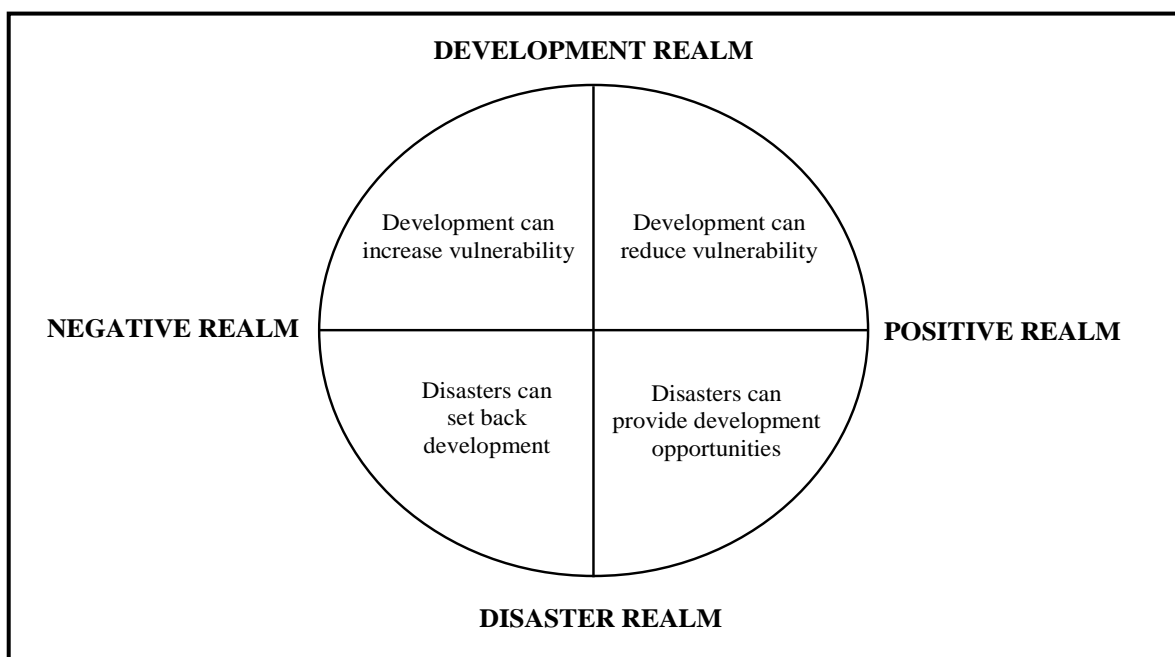 DEVELOPMENT REALM
Development can
increase vulnerability
Development can
reduce vulnerability
NEGATIVE REALM
POSITIVE REALM
Disasters can
set back
development
Disasters can
provide development
opportunities
DISASTER REALM